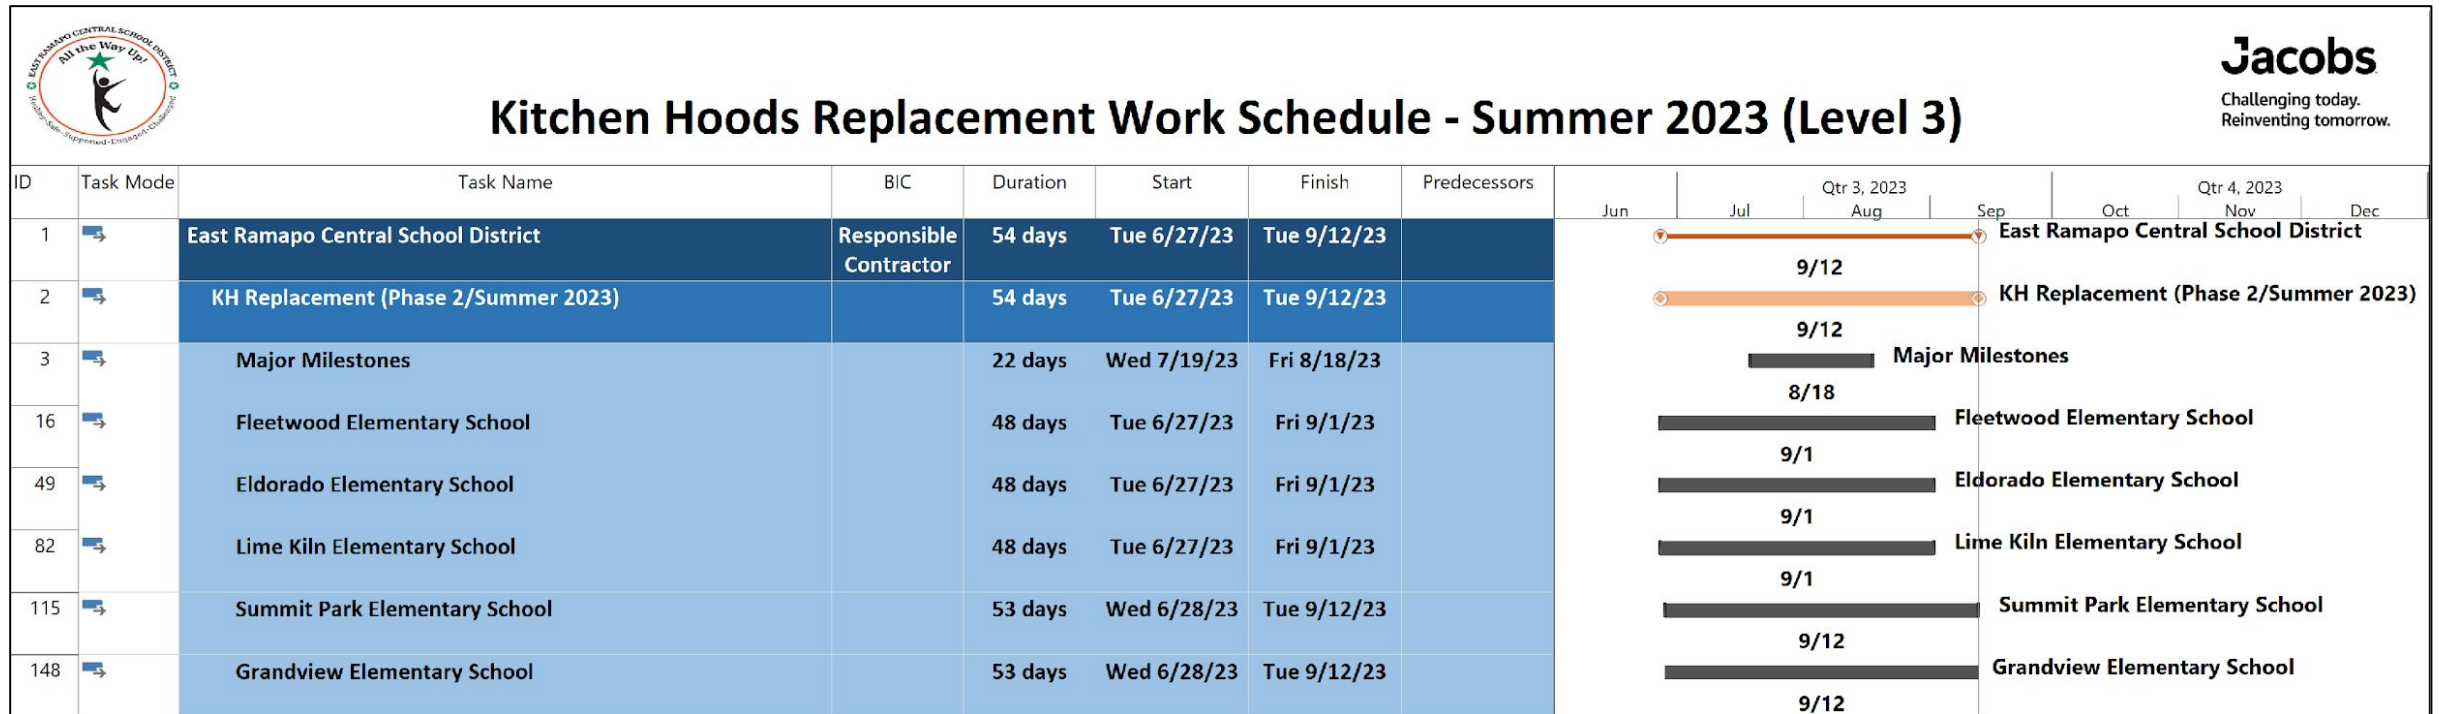 EAST RAMAPO CENTRAL SCHOOL DISTRICT
All the Way Up!
Healthy-Safe-Supported-Engaged-Challenged
Jacobs
Challenging today.
Reinventing tomorrow.
Kitchen Hoods Replacement Work Schedule - Summer 2023 (Level 3)
ID Task Mode Task Name BIC Duration Start Finish Predecessors
Qtr 3, 2023 Qtr 4, 2023
Jun Jul Aug Sep Oct Nov Dec
1 East Ramapo Central School District Responsible Contractor 54 days Tue 6/27/23 Tue 9/12/23 East Ramapo Central School District
9/12
2 KH Replacement (Phase 2/Summer 2023) 54 days Tue 6/27/23 Tue 9/12/23 KH Replacement (Phase 2/Summer 2023)
9/12
3 Major Milestones 22 days Wed 7/19/23 Fri 8/18/23 Major Milestones
8/18
16 Fleetwood Elementary School 48 days Tue 6/27/23 Fri 9/1/23 Fleetwood Elementary School
9/1
49 Eldorado Elementary School 48 days Tue 6/27/23 Fri 9/1/23 Eldorado Elementary School
9/1
82 Lime Kiln Elementary School 48 days Tue 6/27/23 Fri 9/1/23 Lime Kiln Elementary School
9/1
115 Summit Park Elementary School 53 days Wed 6/28/23 Tue 9/12/23 Summit Park Elementary School
9/12
148 Grandview Elementary School 53 days Wed 6/28/23 Tue 9/12/23 Grandview Elementary School
9/12